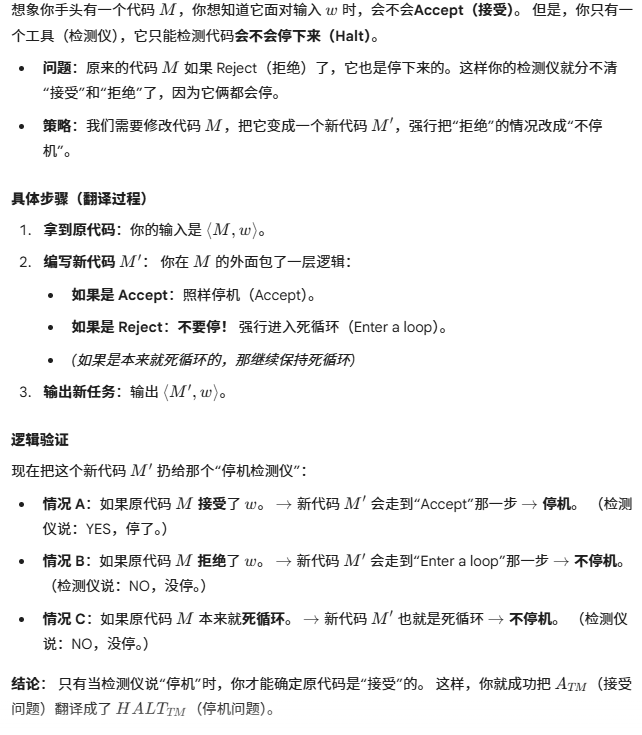 想象你手头有一个代码 M，你想知道它面对输入 w 时，会不会Accept（接受）。 但是，你只有一
个工具（检测仪），它只能检测代码会不会停下来（Halt）。
• 问题：原来的代码 M 如果 Reject（拒绝）了，它也是停下来的。这样你的检测仪就分不清
“接受”和“拒绝”了，因为它俩都会停。
• 策略：我们需要修改代码 M，把它变成一个新代码 M′，强行把“拒绝”的情况改成“不停
机”。
具体步骤（翻译过程）
1. 拿到原代码：你的输入是 ⟨M, w⟩。
2. 编写新代码 M′： 你在 M 的外面包了一层逻辑：
• 如果是 Accept：照样停机（Accept）。
• 如果是 Reject：不要停！ 强行进入死循环（Enter a loop）。
• （如果是本来就死循环的，那继续保持死循环）
3. 输出新任务：输出 ⟨M′, w⟩。
逻辑验证
现在把这个新代码 M′ 扔给那个“停机检测仪”：
• 情况 A：如果原代码 M 接受了 w。 → 新代码 M′ 会走到“Accept”那一步 → 停机。 （检测
仪说：YES，停了。）
• 情况 B：如果原代码 M 拒绝了 w。 → 新代码 M′ 会走到“Enter a loop”那一步 → 不停机。
（检测仪说：NO，没停。）
• 情况 C：如果原代码 M 本来就死循环。 → 新代码 M′ 也就是死循环 → 不停机。 （检测仪
说：NO，没停。）
结论： 只有当检测仪说“停机”时，你才能确定原代码是“接受”的。 这样，你就成功把 A_{TM}（接受
问题）翻译成了 HALT_{TM}（停机问题）。